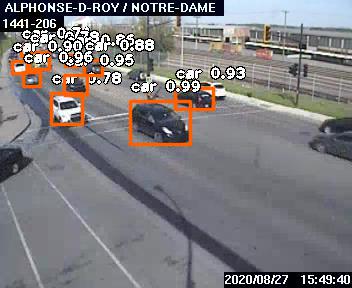 ALPHONSE-D-ROY / NOTRE-DAME
1441-206
car 0.88
car 0.90
car 0.96
car 0.95
car 0.78
car 0.93
car 0.99
2020/08/27 15:49:40